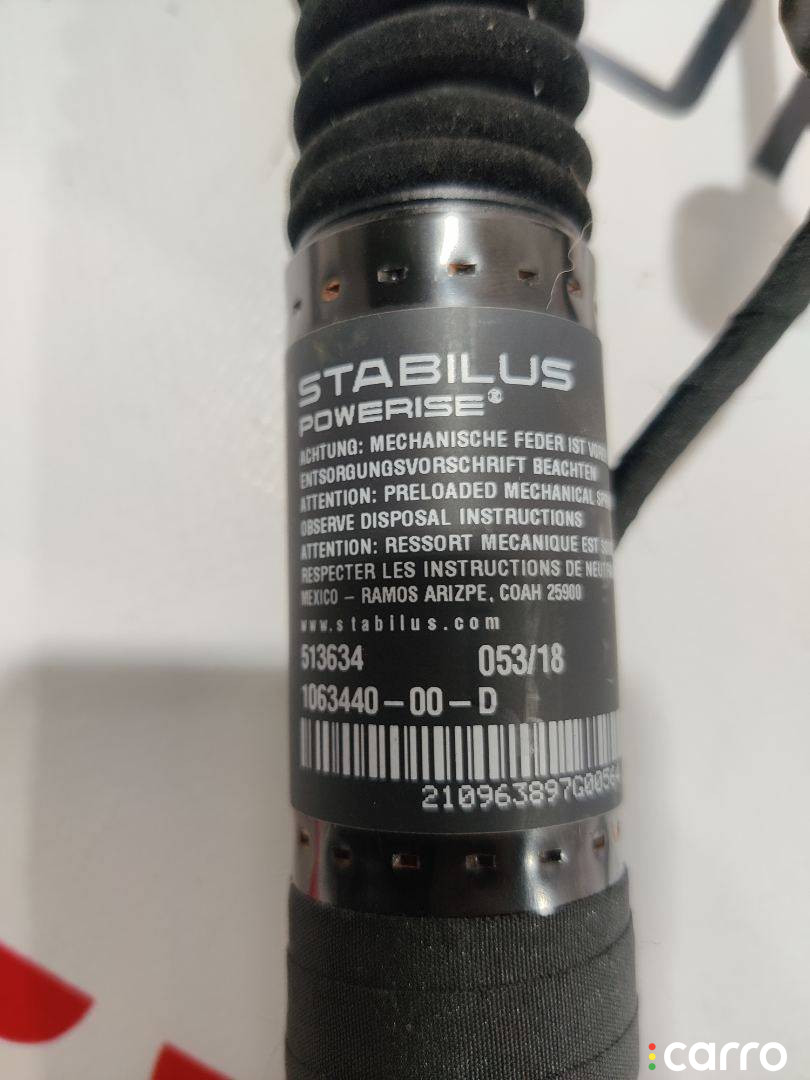 STABILUS
POWERISE®
ACHTUNG: MECHANISCHE FEDER IST
ENTSORGUNGSVORSCHRIFT BEACHTEN
ATTENTION: PRELOADED MECHANICAL
OBSERVE DISPOSAL INSTRUCTIONS
ATTENTION: RESSORT MECANIQUE EST
RESPECTER LES INSTRUCTIONS DE
MEXICO – RAMOS ARIZPE, COAH 25900
www.stabilus.com
513634 053/18
1063440-00-D
210963897G00564
carro